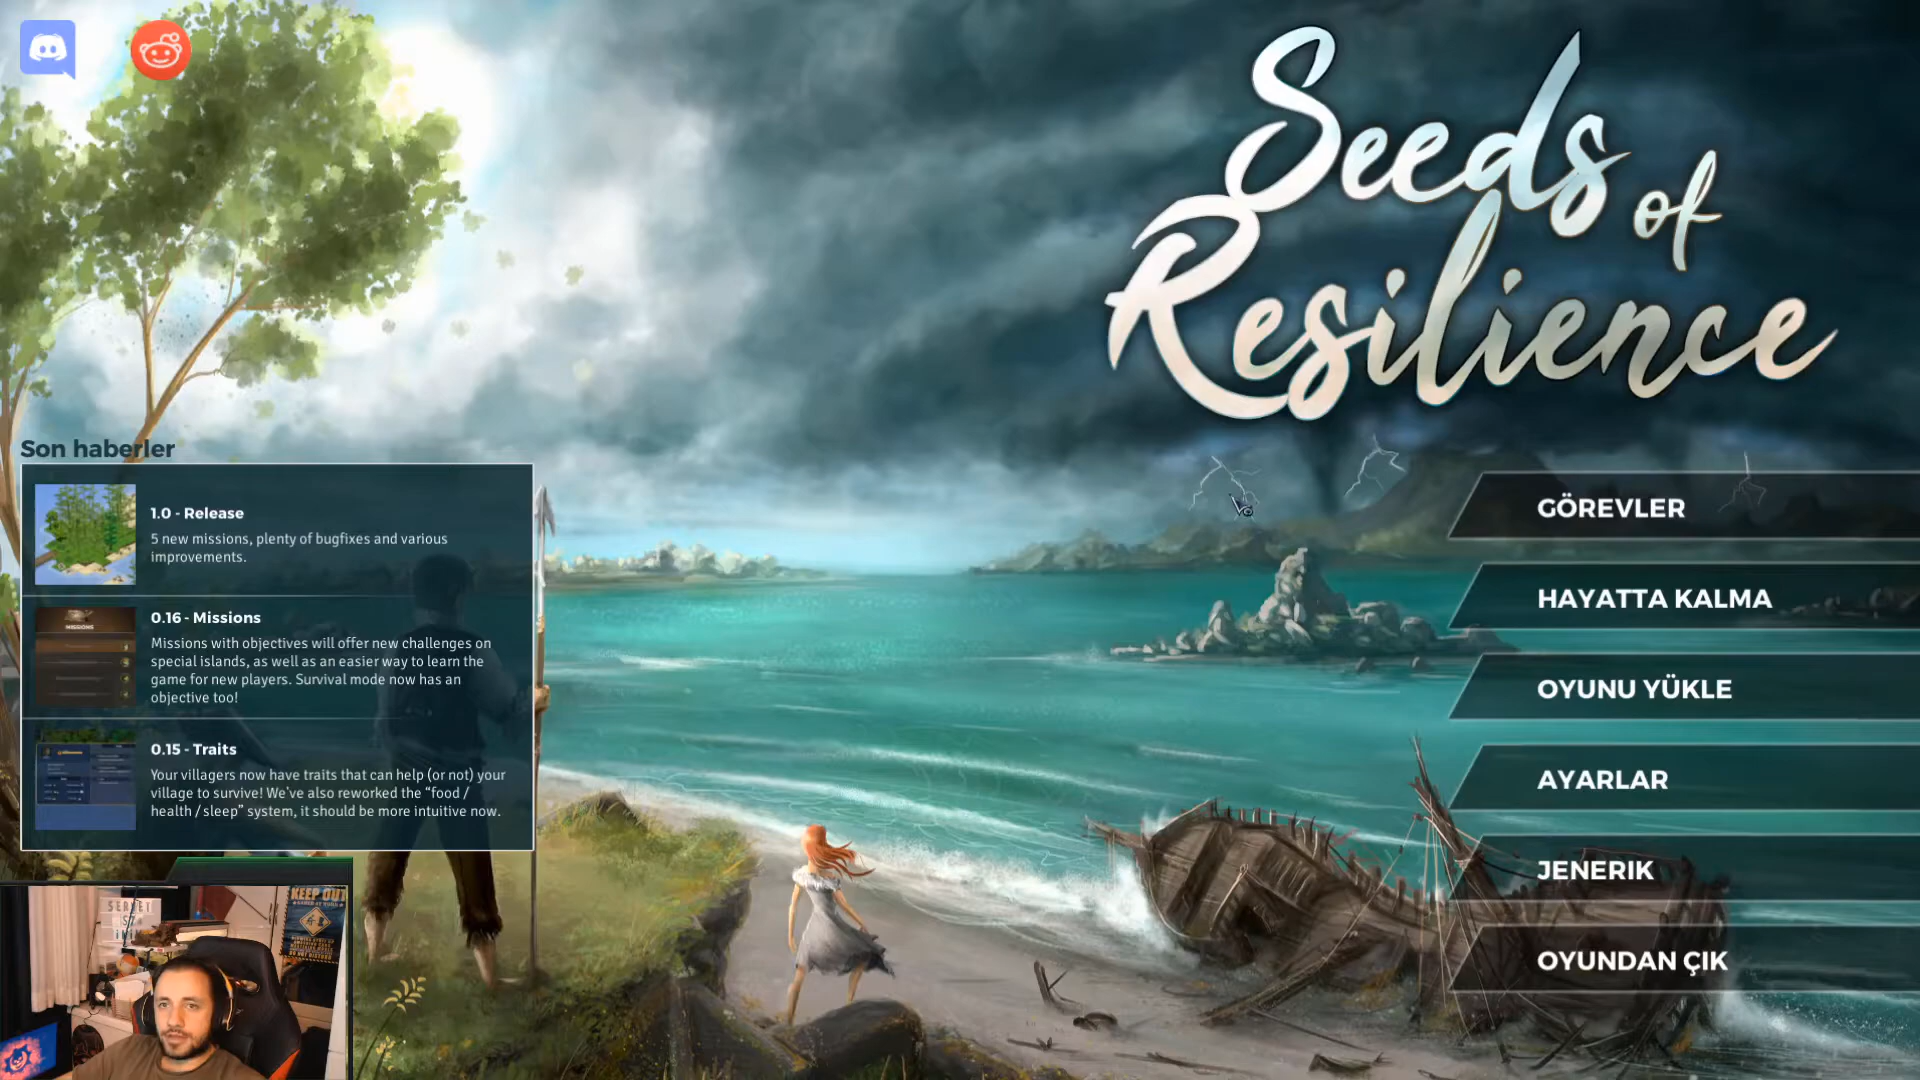 Seeds of
Resilience
Son haberler
1.0 - Release
5 new missions, plenty of bugfixes and various
improvements.
MISSIONS
0.16 - Missions
Missions with objectives will offer new challenges on
special islands, as well as an easier way to learn the
game for new players. Survival mode now has an
objective too!
0.15 - Traits
Your villagers now have traits that can help (or not) your
village to survive! We've also reworked the “food /
health / sleep” system, it should be more intuitive now.
GÖREVLER
HAYATTA KALMA
OYUNU YÜKLE
AYARLAR
JENERIK
OYUNDAN ÇIK
KEEP OUT